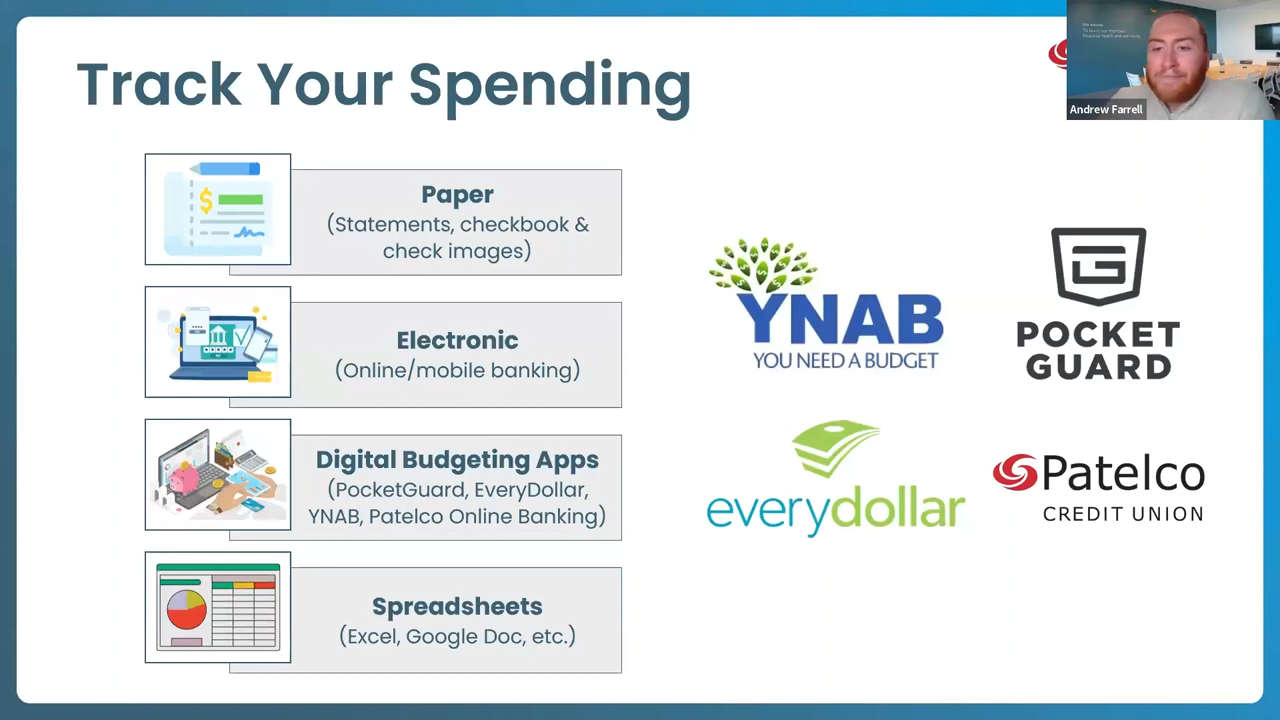 Track Your Spending
Andrew Farrell
Paper
(Statements, checkbook &
check images)
Electronic
(Online/mobile banking)
Digital Budgeting Apps
(PocketGuard, EveryDollar,
YNAB, Patelco Online Banking)
Spreadsheets
(Excel, Google Doc, etc.)
YNAB
YOU NEED A BUDGET
POCKET
GUARD
everydollar
Patelco
CREDIT UNION